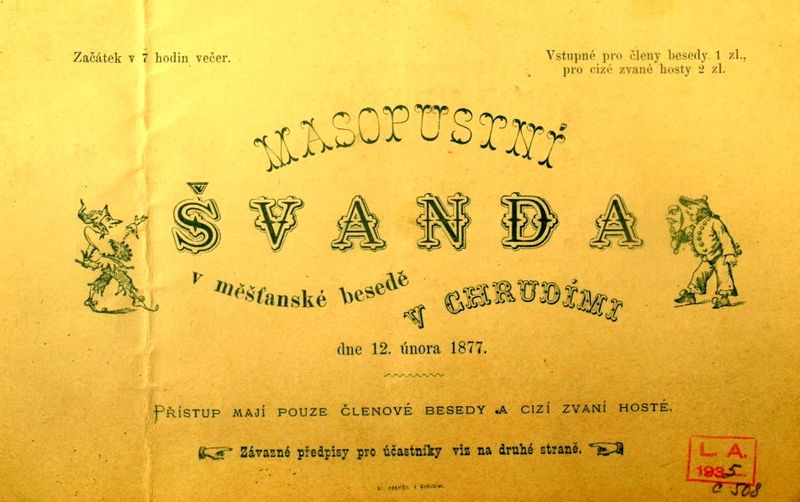 Začátek v 7 hodin večer.
Vstupné pro členy besedy 1 zl.,
pro cizé zvané hosty 2 zl.
MASOPUSTNÍ
ŠVANDA
v měšťanské besedě
v CHRUDÍMI
dne 12. února 1877.
PŘÍSTUP MAJÍ POUZE ČLENOVÉ BESEDY A CIZÍ ZVANÍ HOSTÉ.
Závazné předpisy pro účastníky viz na druhé straně.
L. A.
1935
C 508
V CHRUDIMI.